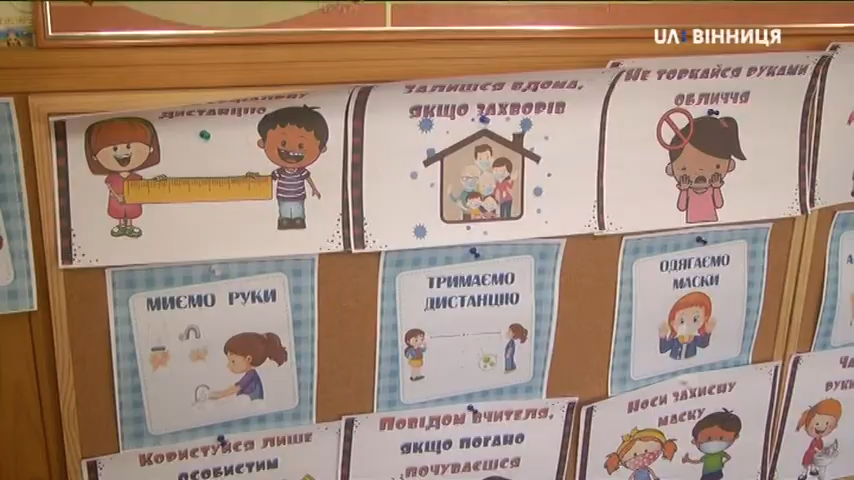 UA: ВІННИЦЯ
ДИСТАНЦІЮ
ЗАЛИШСЯ ВДОМА,
ЯКЩО ЗАХВОРІВ
НЕ ТОРКАЙСЯ РУКАМИ
ОБЛИЧЧЯ
МИЄМО РУКИ
ТРИМАЄМО
ДИСТАНЦІЮ
ОДЯГАЄМО
МАСКИ
КОРИСТУЙСЯ ЛИШЕ
ОСОБИСТИМ
ПОВІДОМ ВЧИТЕЛЯ,
ЯКЩО ПОГАНО
ПОЧУВАЄШСЯ
НОСИ ЗАХИСНУ
МАСКУ